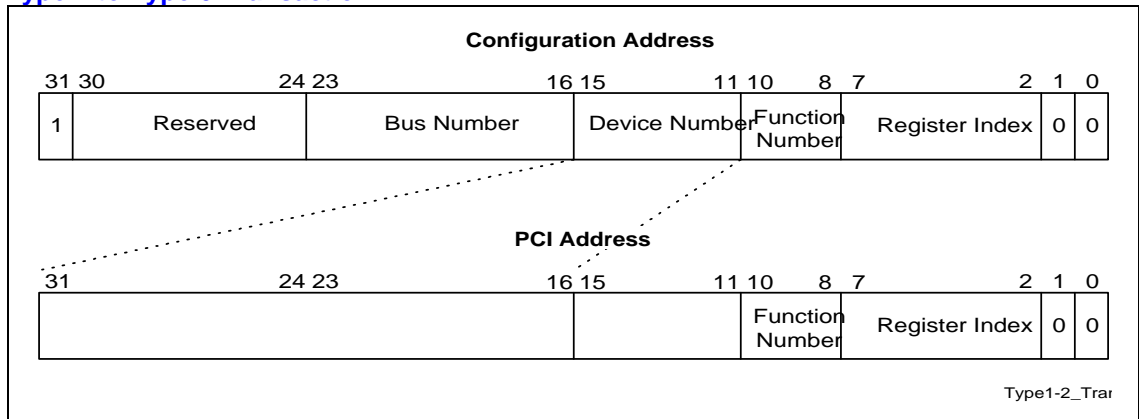 Configuration Address
31 30 24 23 16 15 11 10 8 7 2 1 0
1 Reserved Bus Number Device Number Function Number Register Index 0 0
PCI Address
31 24 23 16 15 11 10 8 7 2 1 0
Function Number Register Index 0 0
Type1-2_Tra